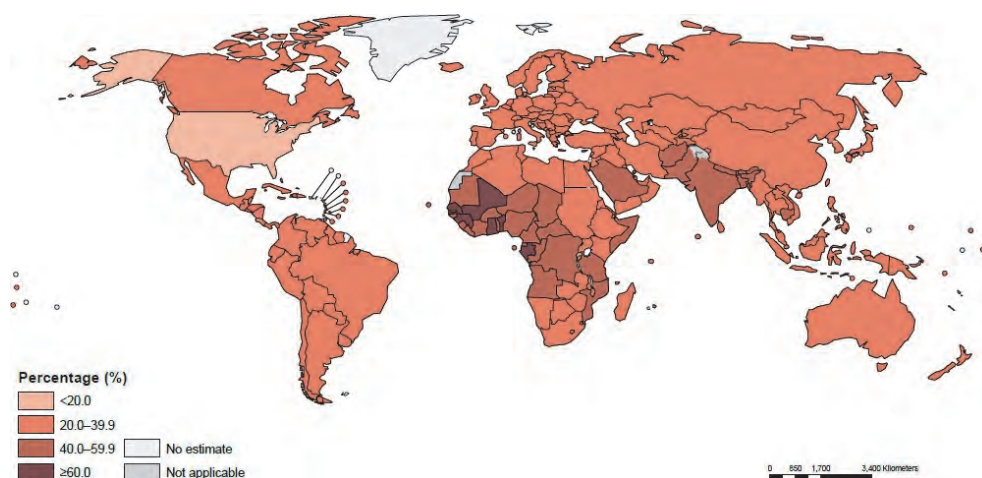 Percentage (%)
<20.0
20.0–39.9
40.0–59.9
≥60.0
No estimate
Not applicable
0 850 1,700 3,400 Kilometers